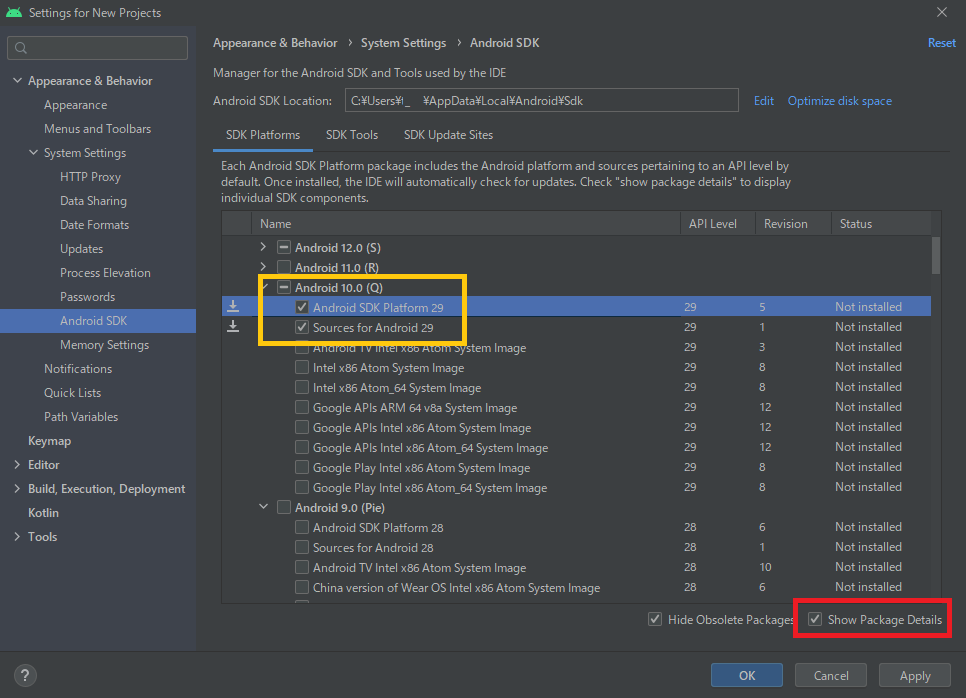 Settings for New Projects
Appearance & Behavior
Appearance
Menus and Toolbars
System Settings
HTTP Proxy
Data Sharing
Date Formats
Updates
Process Elevation
Passwords
Android SDK
Memory Settings
Notifications
Quick Lists
Path Variables
Keymap
Editor
Build, Execution, Deployment
Kotlin
Tools
Appearance & Behavior › System Settings › Android SDK Reset
Manager for the Android SDK and Tools used by the IDE
Android SDK Location: ¥AppData¥Local¥Android¥Sdk Edit Optimize disk space
SDK Platforms SDK Tools SDK Update Sites
Each Android SDK Platform package includes the Android platform and sources pertaining to an API level by
default. Once installed, the IDE will automatically check for updates. Check "show package details" to display
individual SDK components.
Name API Level Revision Status
Android 12.0 (S)
Android 11.0 (R)
Android 10.0 (Q)
Android SDK Platform 29 29 5 Not installed
Sources for Android 29 29 1 Not installed
Android TV Intel x86 Atom System Image 29 3 Not installed
Intel x86 Atom System Image 29 8 Not installed
Intel x86 Atom_64 System Image 29 8 Not installed
Google APIs ARM 64 v8a System Image 29 12 Not installed
Google APIs Intel x86 Atom System Image 29 12 Not installed
Google APIs Intel x86 Atom_64 System Image 29 12 Not installed
Google Play Intel x86 Atom System Image 29 8 Not installed
Google Play Intel x86 Atom_64 System Image 29 8 Not installed
Android 9.0 (Pie)
Android SDK Platform 28 28 6 Not installed
Sources for Android 28 28 1 Not installed
Android TV Intel x86 Atom System Image 28 10 Not installed
China version of Wear OS Intel x86 Atom System Image 28 6 Not installed
Hide Obsolete Packages Show Package Details
? OK Cancel Apply